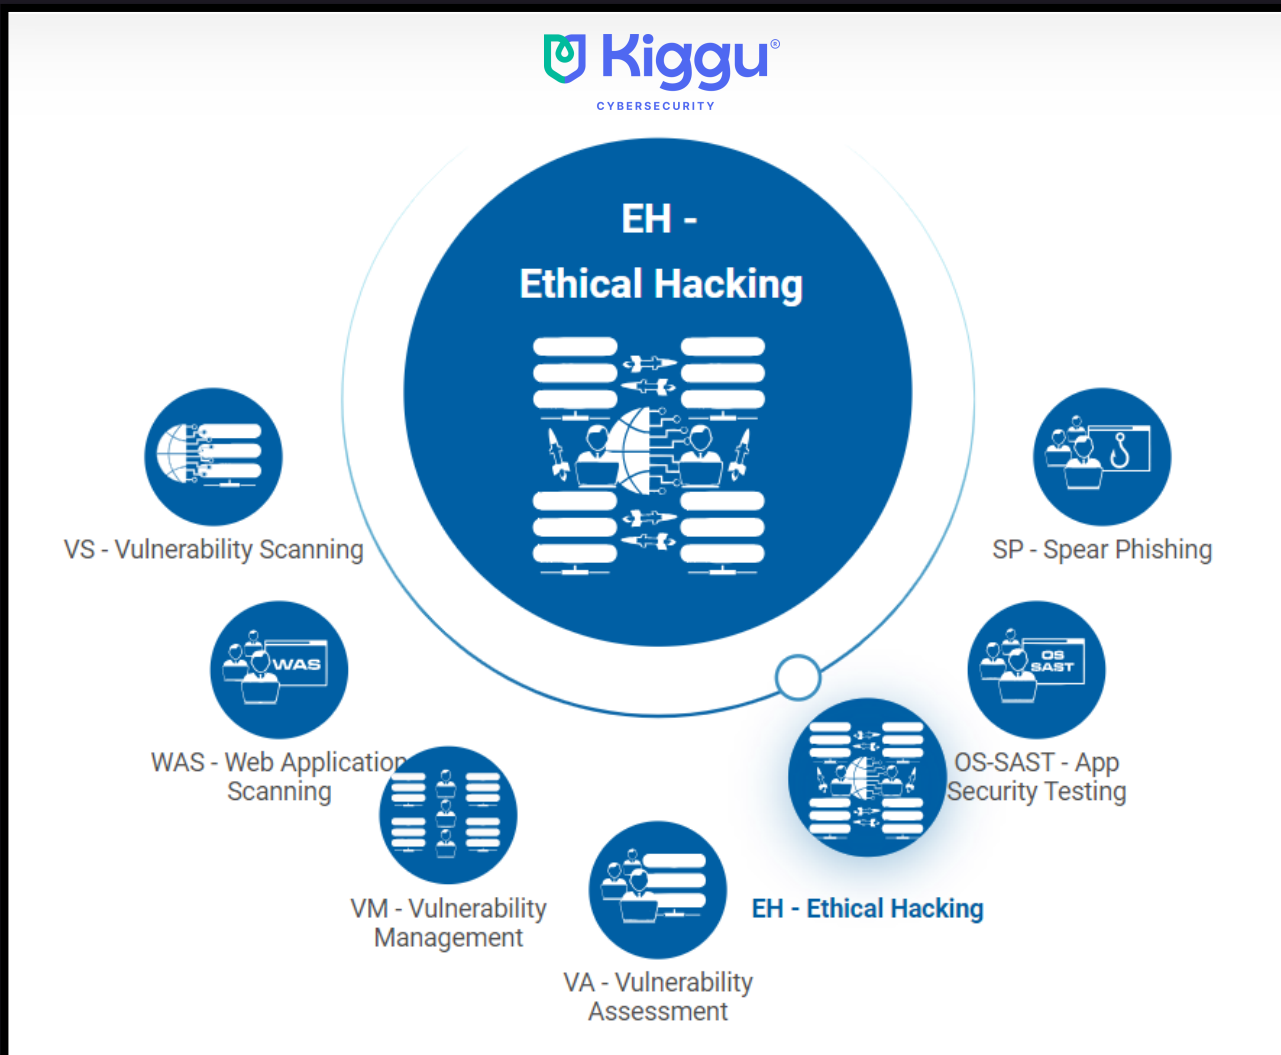 Kiggu®
CYBERSECURITY
EH -
Ethical Hacking
VS - Vulnerability Scanning
SP - Spear Phishing
WAS
WAS - Web Application
Scanning
OS
SAST
OS-SAST - App
Security Testing
VM - Vulnerability
Management
EH - Ethical Hacking
VA - Vulnerability
Assessment